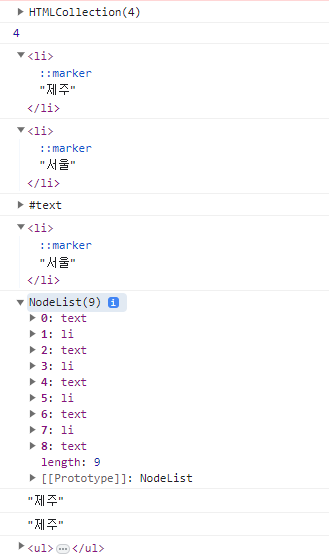 HTMLCollection(4)
4
<li>
::marker
"제주"
</li>
<li>
::marker
"서울"
</li>
#text
<li>
::marker
"서울"
</li>
NodeList(9) i
0: text
1: li
2: text
3: li
4: text
5: li
6: text
7: li
8: text
length: 9
[[Prototype]]: NodeList
"제주"
"제주"
<ul>…</ul>